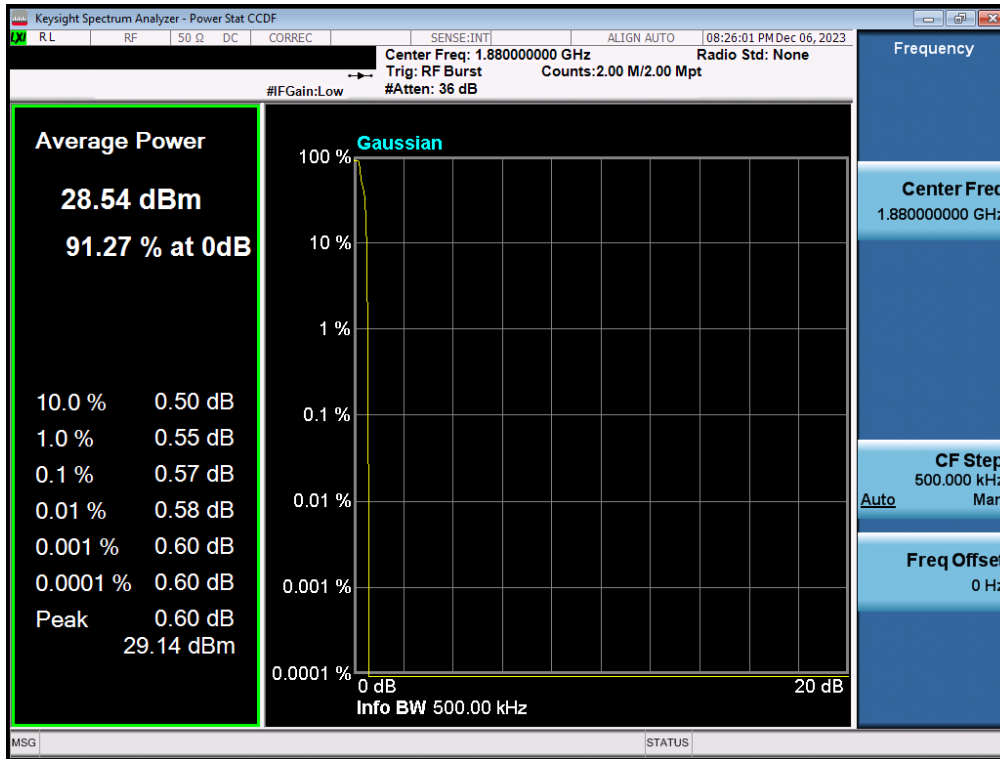 Keysight Spectrum Analyzer - Power Stat CCDF
LXI RL RF 50 Ω DC CORREC SENSE:INT ALIGN AUTO 08:26:01 PM Dec 06, 2023
Center Freq: 1.880000000 GHz Radio Std: None
Trig: RF Burst Counts:2.00 M/2.00 Mpt
#IFGain:Low #Atten: 36 dB
Frequency
Average Power
28.54 dBm
91.27 % at 0dB
10.0 % 0.50 dB
1.0 % 0.55 dB
0.1 % 0.57 dB
0.01 % 0.58 dB
0.001 % 0.60 dB
0.0001 % 0.60 dB
Peak 0.60 dB
29.14 dBm
Gaussian
100 %
10 %
1 %
0.1 %
0.01 %
0.001 %
0.0001 %
0 dB 20 dB
Info BW 500.00 kHz
Center Freq
1.880000000 GHz
CF Step
500.000 kHz
Auto Man
Freq Offset
0 Hz
MSG STATUS